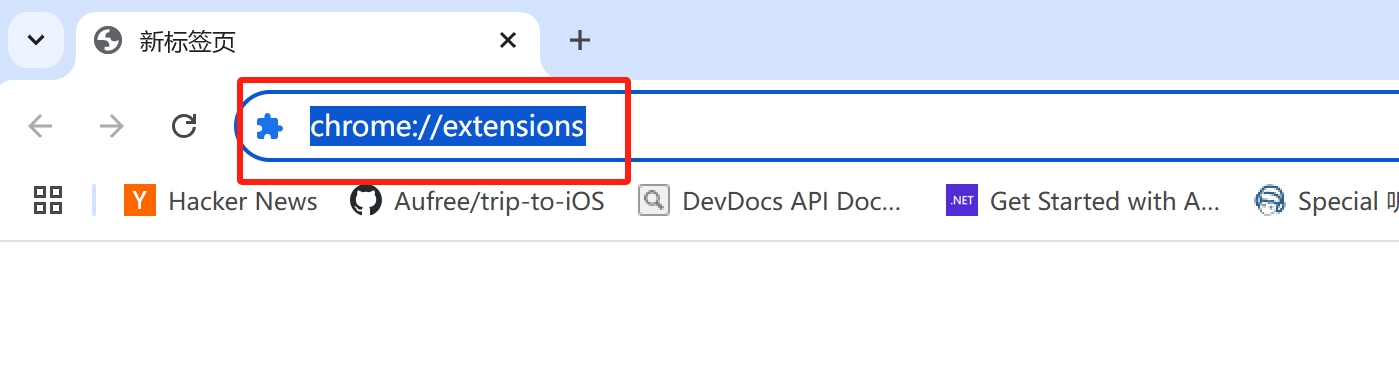 新标签页
chrome://extensions
Y Hacker News Aufree/trip-to-iOS DevDocs API Doc... .NET Get Started with A... Special